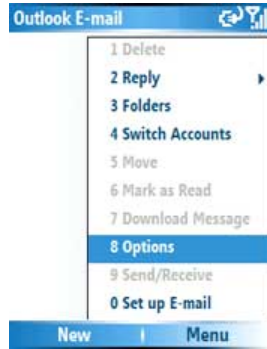 Outlook E-mail
1 Delete
2 Reply
3 Folders
4 Switch Accounts
5 Move
6 Mark as Read
7 Download Message
8 Options
9 Send/Receive
0 Set up E-mail
New Menu